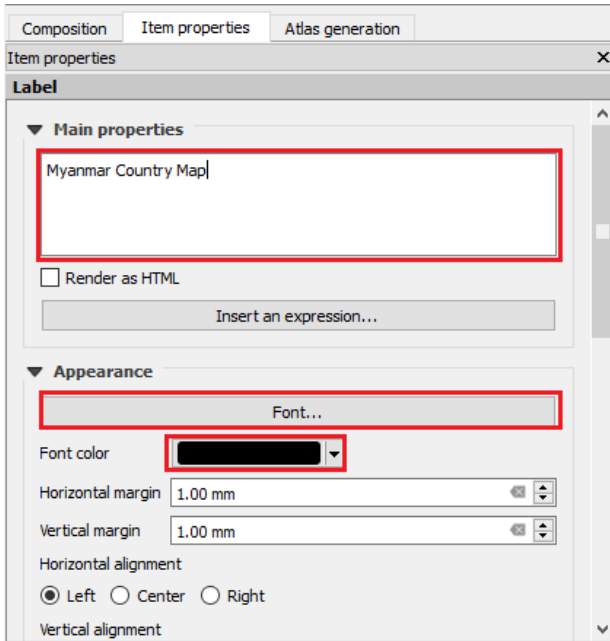 Composition Item properties Atlas generation
Item properties
Label
Main properties
Myanmar Country Map
Render as HTML
Insert an expression...
Appearance
Font...
Font color
Horizontal margin 1.00 mm
Vertical margin 1.00 mm
Horizontal alignment
Left Center Right
Vertical alignment